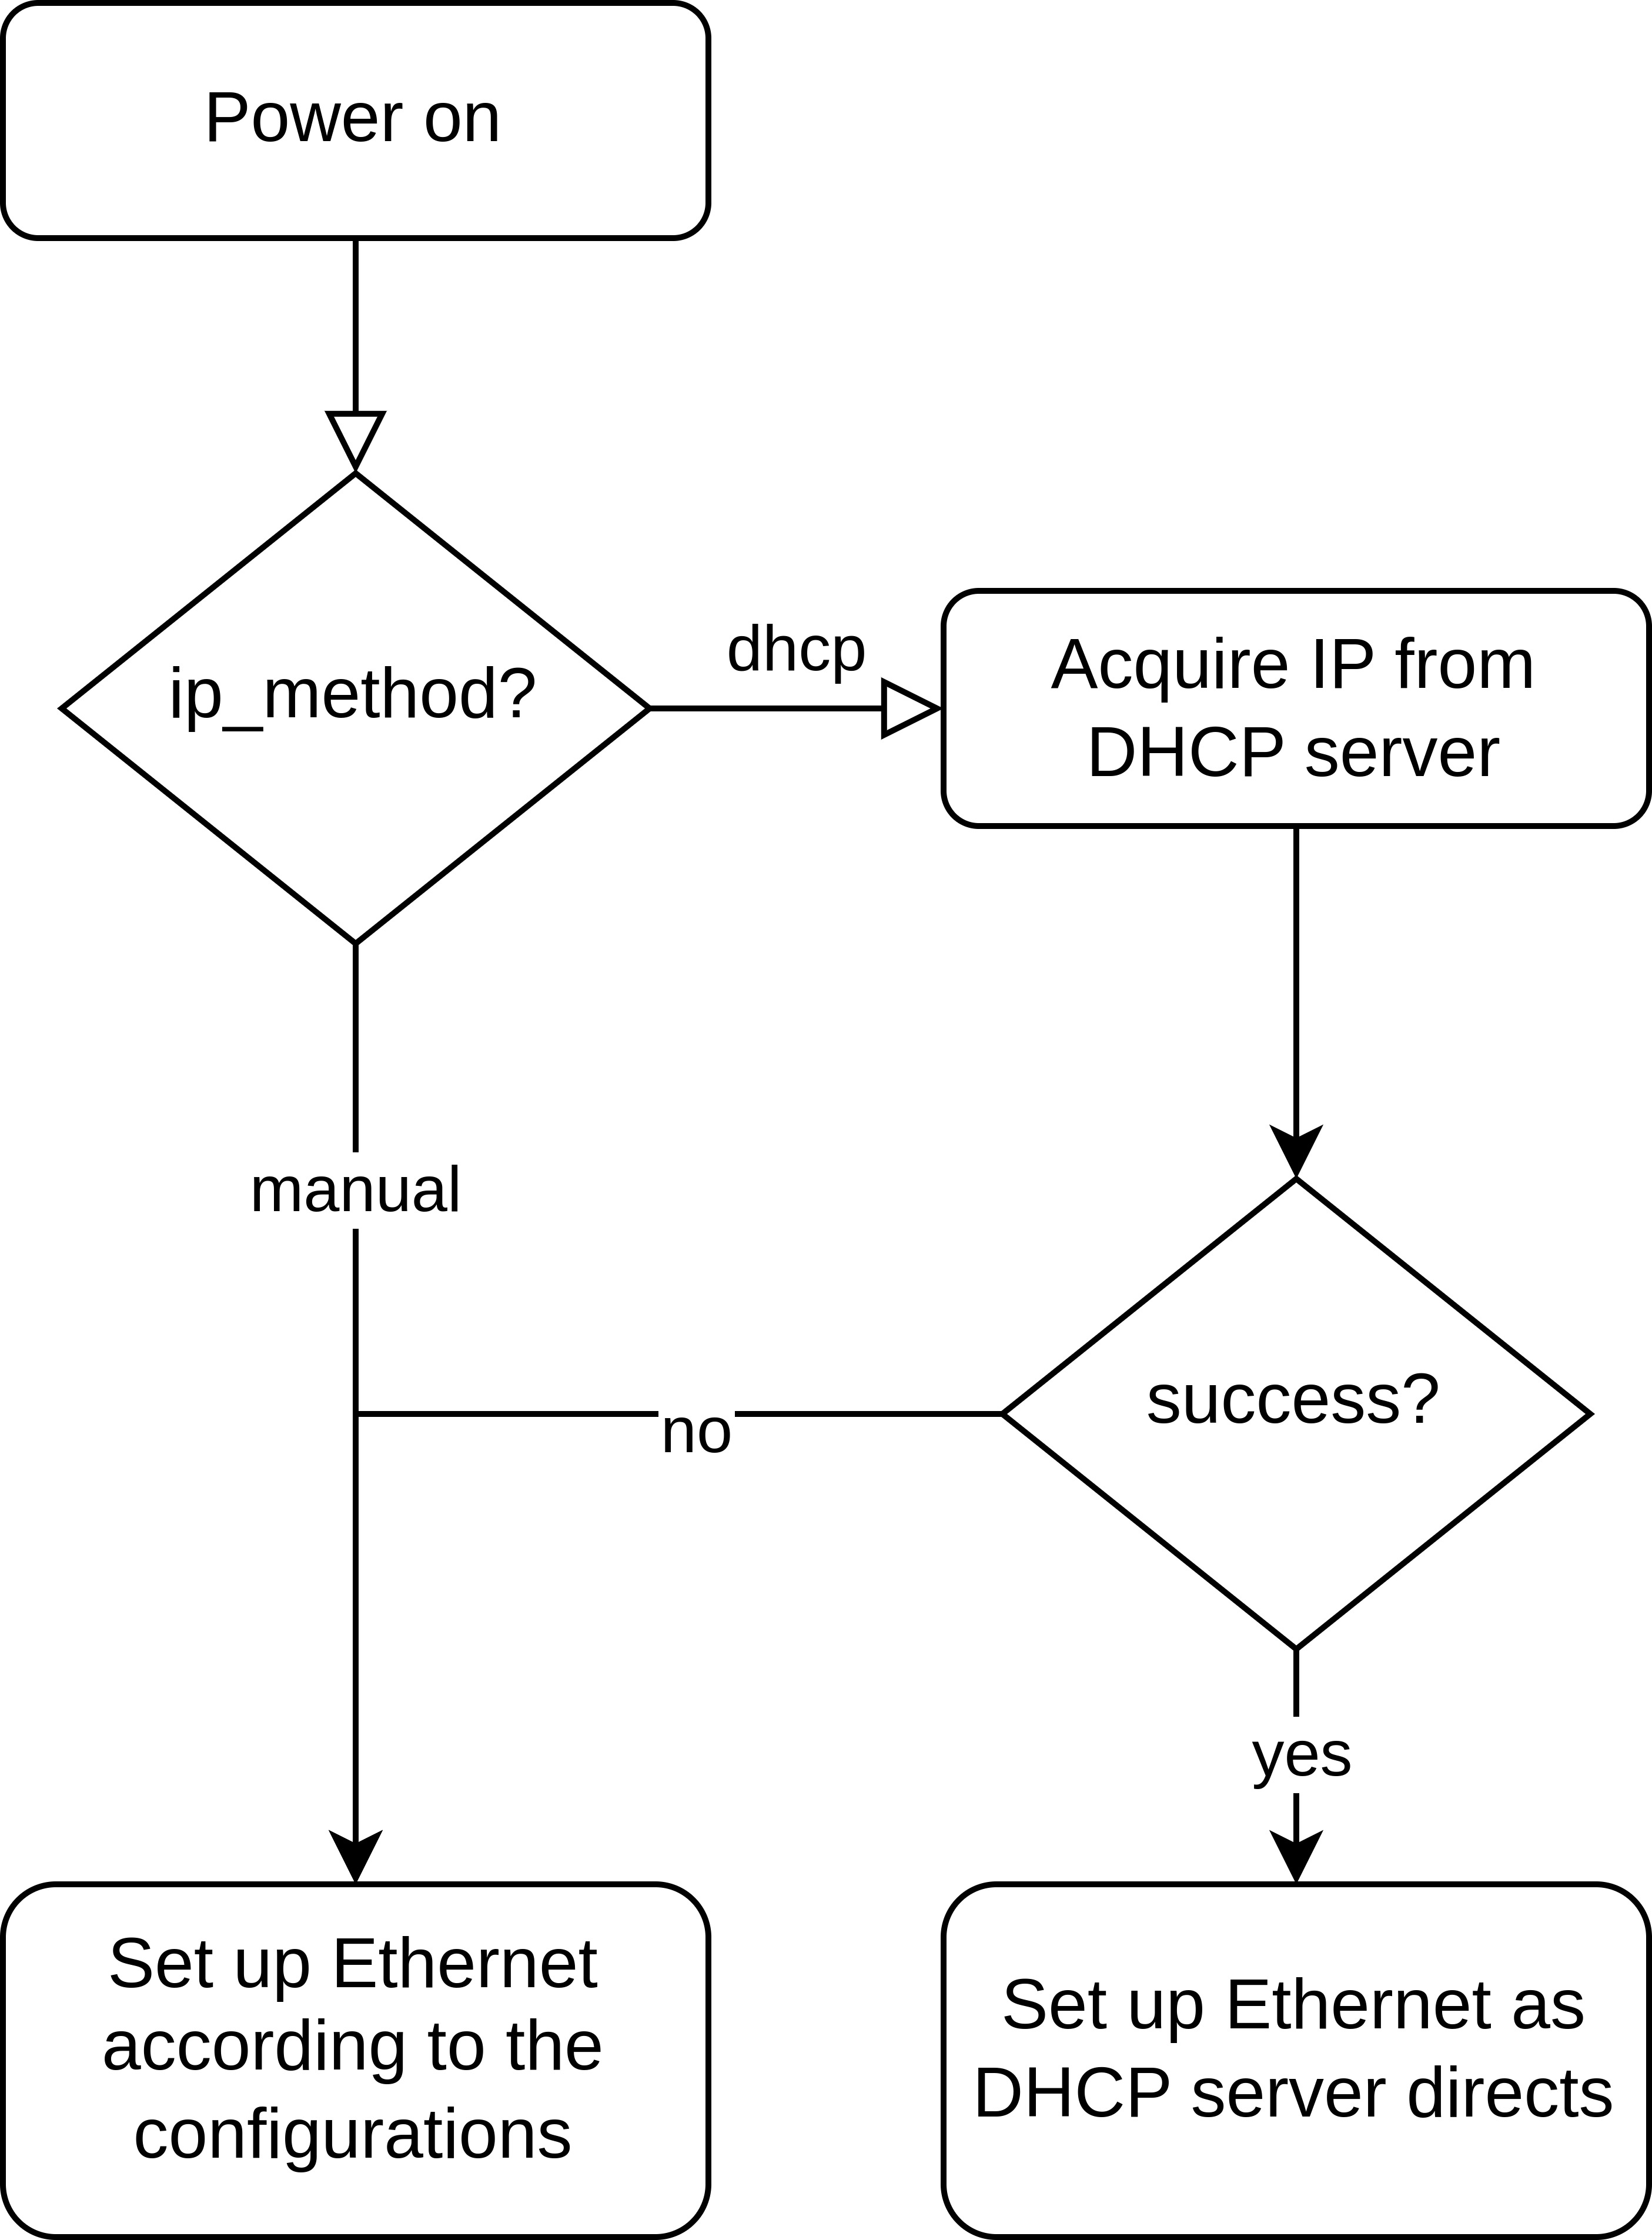 Power on
ip_method?
dhcp
Acquire IP from
DHCP server
manual
success?
no
yes
Set up Ethernet
according to the
configurations
Set up Ethernet as
DHCP server directs